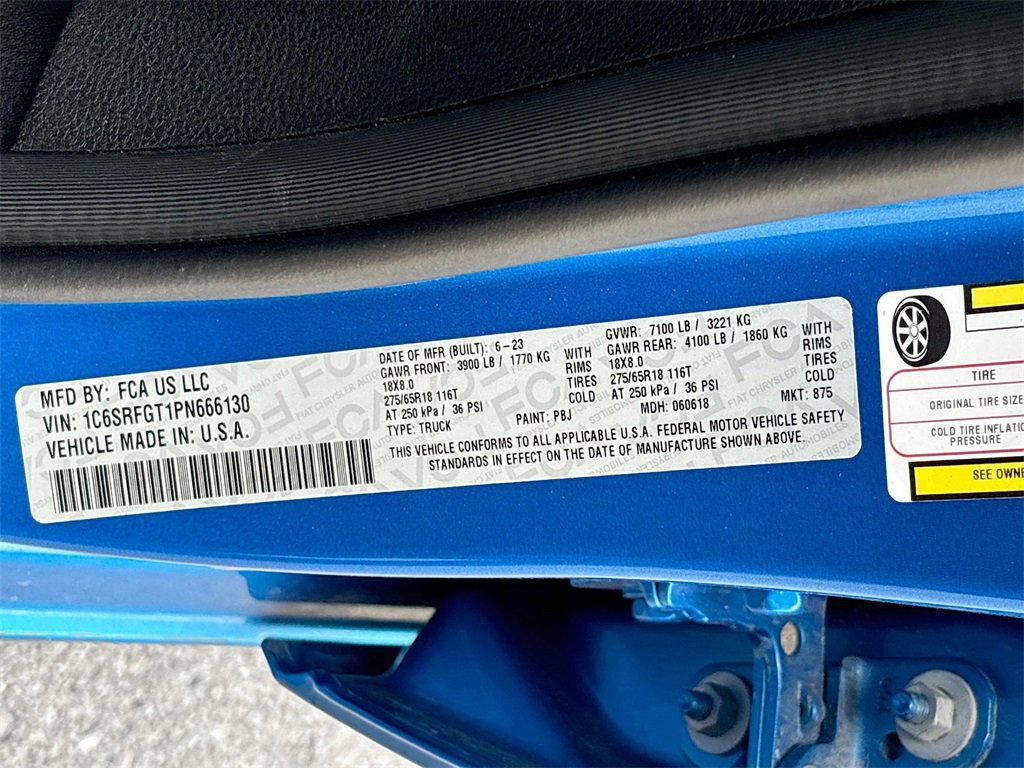 MFD BY: FCA US LLC
VIN: 1C6SRFGT1PN666130
VEHICLE MADE IN: U.S.A.
DATE OF MFR (BUILT): 6-23
GAWR FRONT: 3900 LB / 1770 KG WITH
18X8.0 RIMS
275/65R18 116T TIRES
AT 250 kPa / 36 PSI COLD
TYPE: TRUCK PAINT: PBJ
GVWR: 7100 LB / 3221 KG
GAWR REAR: 4100 LB / 1860 KG WITH
18X8.0 RIMS
275/65R18 116T TIRES
AT 250 kPa / 36 PSI COLD
MDH: 060618 MKT: 875
THIS VEHICLE CONFORMS TO ALL APPLICABLE U.S.A. FEDERAL MOTOR VEHICLE SAFETY
STANDARDS IN EFFECT ON THE DATE OF MANUFACTURE SHOWN ABOVE.
TIRE
ORIGINAL TIRE SIZE
COLD TIRE INFLATIO
PRESSURE
SEE OWNE